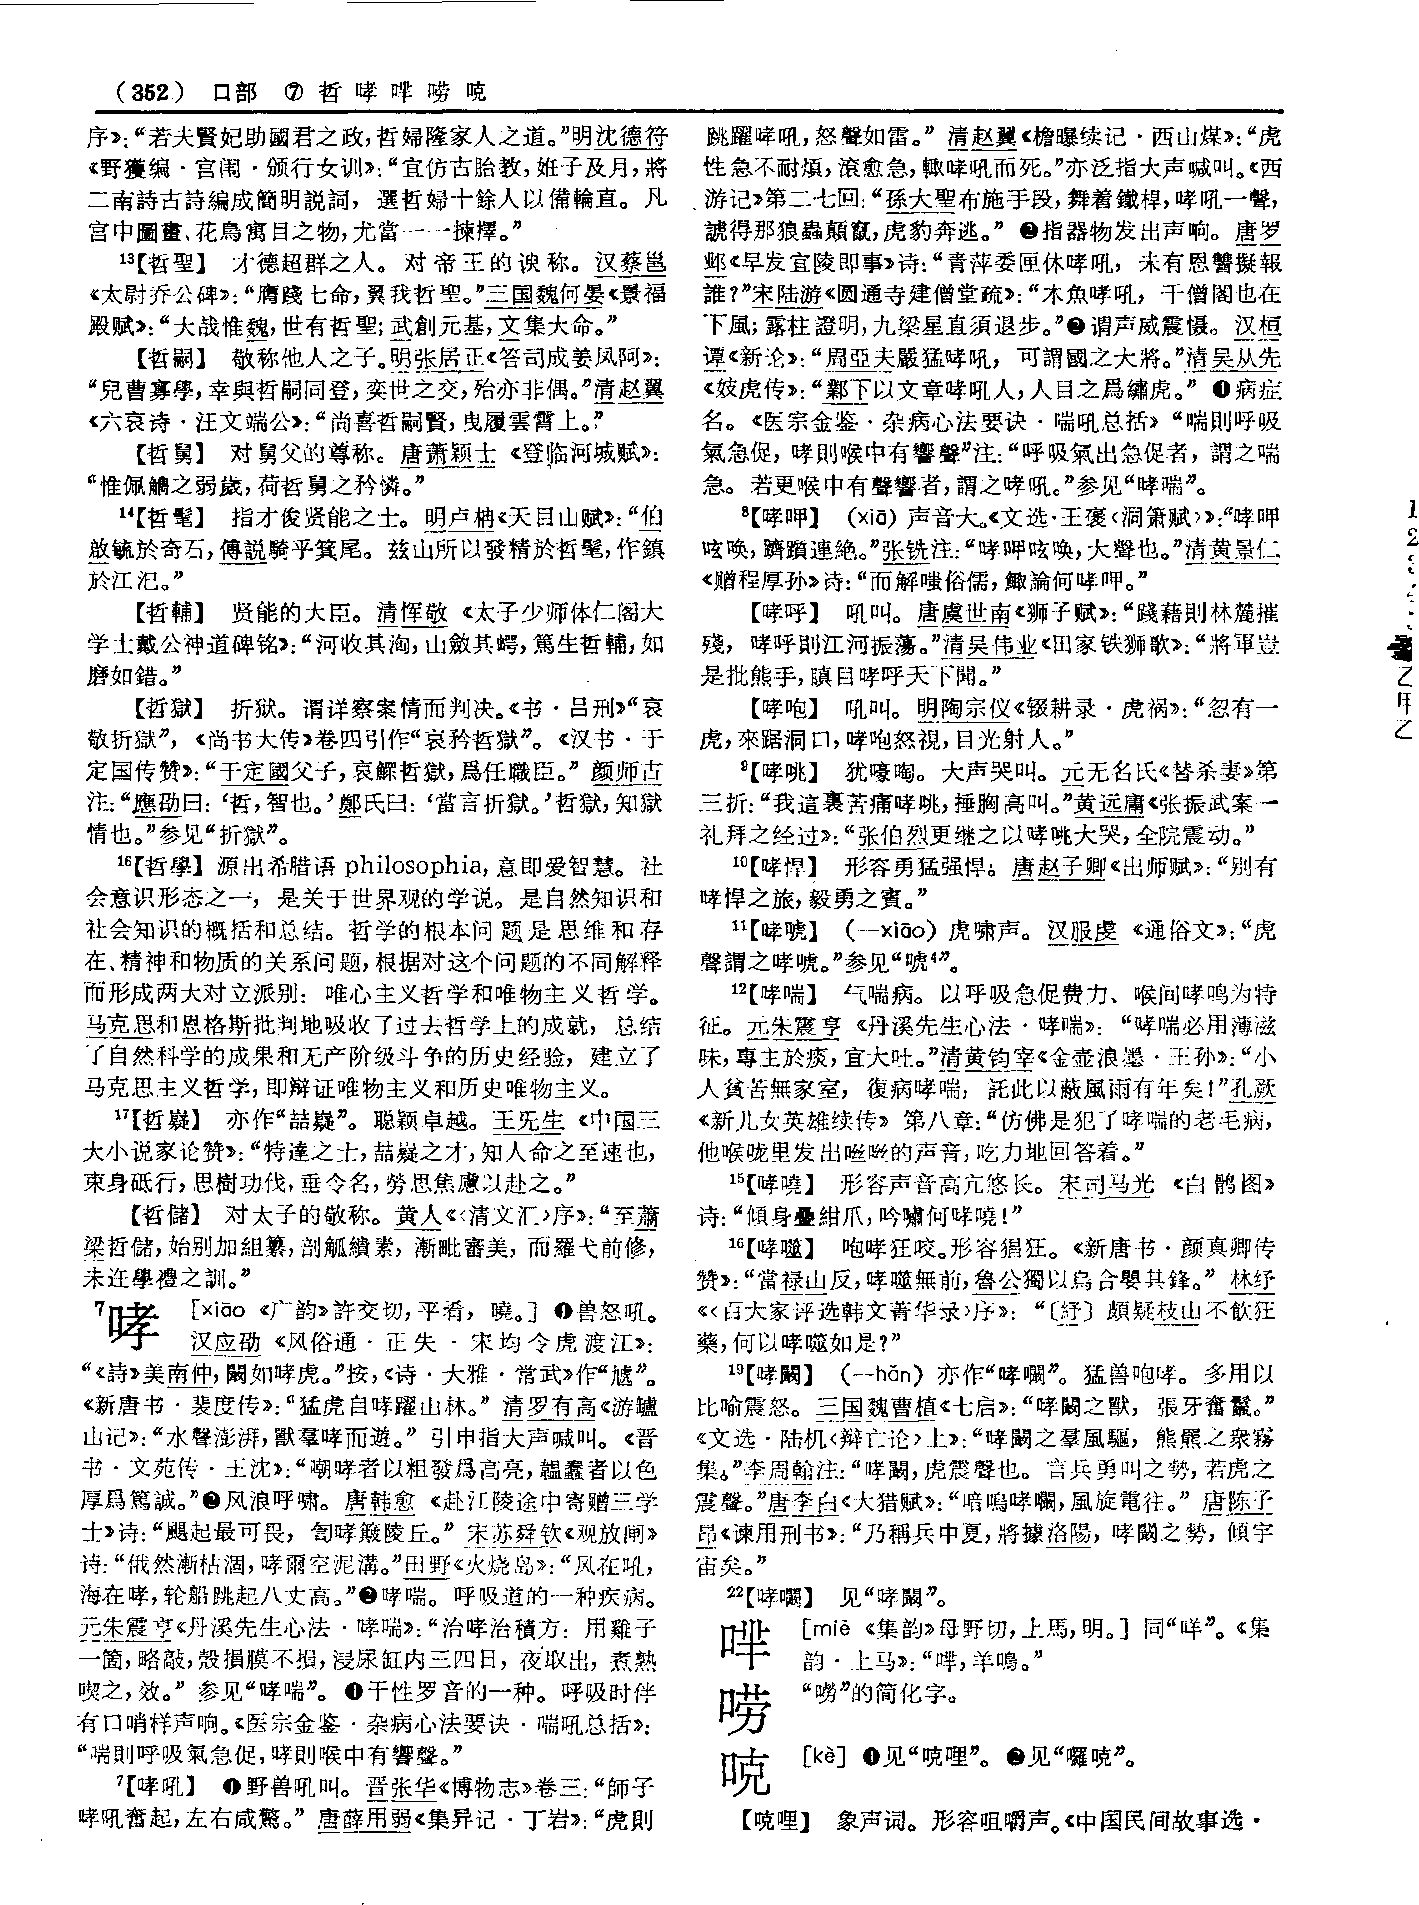 （352） 口部 ⑦ 哲哮哶唠唍
序》：“若夫賢妃助國君之政，哲婦隆家人之道。”明沈德符
《野獲编·宫闱·颁行女训》：“宜仿古胎教，姙子及月，將
二南詩古詩編成簡明説詞，選哲婦十餘人以備輪直。凡
宫中圖畫、花鳥寓目之物，尤當一一揀擇。”
13【哲聖】 才德超群之人。对帝王的谀称。汉蔡邕
《太尉乔公碑》：“膺踐七命，翼我哲聖。”三国魏何晏《景福
殿赋》：“大战惟魏，世有哲聖；武創元基，文集大命。”
【哲嗣】 敬称他人之子。明张居正《答司成姜凤阿》：
“兒曹寡學，幸與哲嗣同登，奕世之交，殆亦非偶。”清赵翼
《六哀诗·汪文端公》：“尚喜哲嗣賢，曳履雲霄上。”
【哲舅】 对舅父的尊称。唐萧颖士《登临河城赋》：
“惟佩觿之弱歲，荷哲舅之矜憐。”
14【哲髦】 指才俊贤能之士。明卢柟《天目山赋》：“伯
啟毓於奇石，傅説騎乎箕尾。兹山所以發精於哲髦，作鎮
於江汜。”
【哲輔】 贤能的大臣。清恽敬《太子少师体仁阁大
学士戴公神道碑铭》：“河收其洶，山斂其崿，篤生哲輔，如
磨如錯。”
【哲獄】 折狱。谓详察案情而判决。《书·吕刑》“哀
敬折獄”，《尚书大传》卷四引作“哀矜哲獄”。《汉书·于
定国传赞》：“于定國父子，哀鰥哲獄，爲任職臣。”颜师古
注：“應劭曰：‘哲，智也。’鄭氏曰：‘當言折獄。’哲獄，知獄
情也。”参见“折獄”。
16【哲學】源出希腊语 philosophia，意即爱智慧。社
会意识形态之一，是关于世界观的学说。是自然知识和
社会知识的概括和总结。哲学的根本问题是思维和存
在、精神和物质的关系问题，根据对这个问题的不同解释
而形成两大对立派别：唯心主义哲学和唯物主义哲学。
马克思和恩格斯批判地吸收了过去哲学上的成就，总结
了自然科学的成果和无产阶级斗争的历史经验，建立了
马克思主义哲学，即辩证唯物主义和历史唯物主义。
17【哲嶷】 亦作“喆嶷”。聪颖卓越。王旡生《中国三
大小说家论赞》：“特達之士，喆嶷之才，知人命之至速也，
束身砥行，思樹功伐，垂令名，勞思焦慮以赴之。”
【哲儲】 对太子的敬称。黄人《〈清文汇〉序》：“至蕭
梁哲儲，始别加組纂，剖觚繢素，漸毗審美，而羅弋前修，
未迕學禮之訓。”
7哮 [xiāo 《广韵》許交切，平肴，曉。] ❶兽怒吼。
汉应劭《风俗通·正失·宋均令虎渡江》：
“《詩》美南仲，闞如哮虎。”按，《诗·大雅·常武》作“虓”。
《新唐书·裴度传》：“猛虎自哮躍山林。”清罗有高《游罏
山记》：“水聲澎湃，獸羣哮而遊。”引申指大声喊叫。《晋
书·文苑传·王沈》：“嘲哮者以粗發爲高亮，韞蠹者以色
厚爲篤誠。”❷风浪呼啸。唐韩愈《赴江陵途中寄赠三学
士》诗：“颶起最可畏，訇哮簸陵丘。”宋苏舜钦《观放闸》
诗：“俄然漸枯涸，哮爾空泥溝。”田野《火烧岛》：“风在吼，
海在哮，轮船跳起八丈高。”❷哮喘。呼吸道的一种疾病。
元朱震亨《丹溪先生心法·哮喘》：“治哮治積方：用雞子
一箇，略敲，殼損膜不損，浸尿缸内三四日，夜取出，煮熟
喫之，效。”参见“哮喘”。❶干性罗音的一种。呼吸时伴
有口哨样声响。《医宗金鉴·杂病心法要诀·喘吼总括》：
“喘則呼吸氣急促，哮則喉中有響聲。”
7【哮吼】 ❶野兽吼叫。晋张华《博物志》卷三：“師子
哮吼奮起，左右咸驚。”唐薛用弱《集异记·丁岩》：“虎則
跳躍哮吼，怒聲如雷。”清赵翼《檐曝续记·西山煤》：“虎
性急不耐煩，滾愈急，輙哮吼而死。”亦泛指大声喊叫。《西
游记》第二七回：“孫大聖布施手段，舞着鐵桿，哮吼一聲，
諕得那狼蟲顛竄，虎豹奔逃。”❷指器物发出声响。唐罗
邺《早发宜陵即事》诗：“青萍委匣休哮吼，未有恩讐擬報
誰？”宋陆游《圆通寺建僧堂疏》：“木魚哮吼，千僧閣也在
下風；露柱證明，九梁星直須退步。”❷谓声威震慑。汉桓
谭《新论》：“周亞夫嚴猛哮吼，可謂國之大將。”清吴从先
《妓虎传》：“鄴下以文章哮吼人，人目之爲繡虎。”❶病症
名。《医宗金鉴·杂病心法要诀·喘吼总括》“喘則呼吸
氣急促，哮則喉中有響聲”注：“呼吸氣出急促者，謂之喘
急。若更喉中有聲響者，謂之哮吼。”参见“哮喘”。
8【哮呷】 (xiā) 声音大。《文选·王褒〈洞箫赋〉》：“哮呷
呟唤，躋躓連絶。”张铣注：“哮呷呟唤，大聲也。”清黄景仁
《赠程厚孙》诗：“而解嗤俗儒，鯫論何哮呷。”
【哮呼】 吼叫。唐虞世南《狮子赋》：“踐藉則林麓摧
殘，哮呼則江河振蕩。”清吴伟业《田家铁狮歌》：“將軍豈
是批熊手，瞋目哮呼天下聞。”
【哮咆】 吼叫。明陶宗仪《辍耕录·虎祸》：“忽有一
虎，來踞洞口，哮咆怒視，目光射人。”
9【哮咷】 犹嚎啕。大声哭叫。元无名氏《替杀妻》第
三折：“我這裏苦痛哮咷，捶胸高叫。”黄远庸《张振武案一
礼拜之经过》：“张伯烈更继之以哮咷大哭，全院震动。”
10【哮悍】 形容勇猛强悍。唐赵子卿《出师赋》：“别有
哮悍之旅，毅勇之賓。”
11【哮唬】 (—xiāo) 虎啸声。汉服虔《通俗文》：“虎
聲謂之哮唬。”参见“唬4”。
12【哮喘】 气喘病。以呼吸急促费力、喉间哮鸣为特
征。元朱震亨《丹溪先生心法·哮喘》：“哮喘必用薄滋
味，專主於痰，宜大吐。”清黄钧宰《金壶浪墨·王孙》：“小
人貧苦無家室，復病哮喘，託此以蔽風雨有年矣！”孔厥
《新儿女英雄续传》第八章：“仿佛是犯了哮喘的老毛病，
他喉咙里发出咝咝的声音，吃力地回答着。”
15【哮嘵】 形容声音高亢悠长。宋司马光《白鹘图》
诗：“傾身疊紺爪，吟嘯何哮嘵！”
16【哮噬】 咆哮狂咬。形容猖狂。《新唐书·颜真卿传
赞》：“當禄山反，哮噬無前，魯公獨以烏合嬰其鋒。”林纾
《〈百大家评选韩文菁华录〉序》：“〔紓〕頗疑枝山不飲狂
藥，何以哮噬如是？”
19【哮闞】 (—hǎn) 亦作“哮㘚”。猛兽咆哮。多用以
比喻震怒。三国魏曹植《七启》：“哮闞之獸，張牙奮鬣。”
《文选·陆机〈辩亡论〉上》：“哮闞之羣風驅，熊羆之衆霧
集。”李周翰注：“哮闞，虎震聲也。言兵勇叫之勢，若虎之
震聲。”唐李白《大猎赋》：“喑嗚哮㘚，風旋電往。”唐陈子
昂《谏用刑书》：“乃稱兵中夏，將據洛陽，哮闞之勢，傾宇
宙矣。”
22【哮㘚】 见“哮闞”。
哶 [miē 《集韵》母野切，上馬，明。] 同“咩”。《集
韵·上马》：“哶，羊鳴。”
唠 “嘮”的简化字。
唍 [kè] ❶见“唍哩”。❷见“囉唍”。
【唍哩】 象声词。形容咀嚼声。《中国民间故事选·